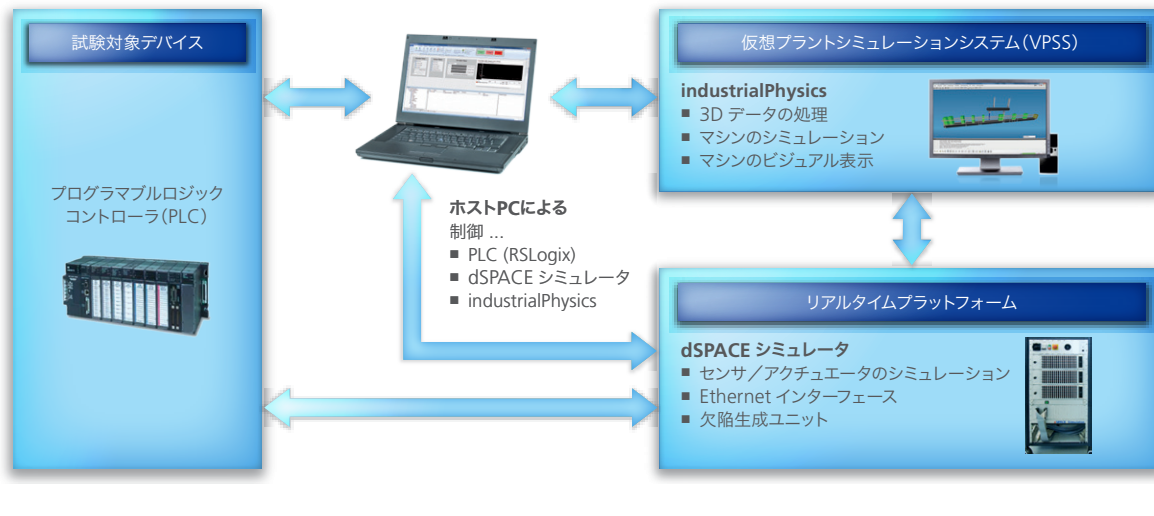 試験対象デバイス
プログラマブルロジック
コントローラ(PLC)
ホストPCによる
制御 ...
■ PLC (RSLogix)
■ dSPACE シミュレータ
■ industrialPhysics
仮想プラントシミュレーションシステム(VPSS)
industrialPhysics
■ 3D データの処理
■ マシンのシミュレーション
■ マシンのビジュアル表示
リアルタイムプラットフォーム
dSPACE シミュレータ
■ センサ／アクチュエータのシミュレーション
■ Ethernet インターフェース
■ 欠陥生成ユニット